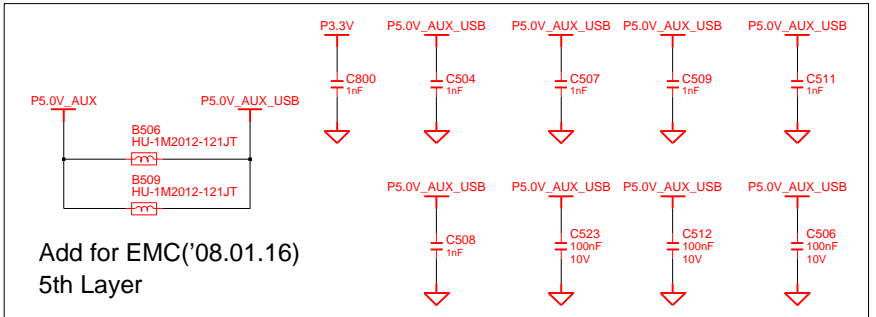 P3.3V
P5.0V_AUX_USB
P5.0V_AUX_USB
P5.0V_AUX_USB
P5.0V_AUX_USB
C800
1nF
C504
1nF
C507
1nF
C509
1nF
C511
1nF
P5.0V_AUX
P5.0V_AUX_USB
B506
HU-1M2012-121JT
B509
HU-1M2012-121JT
P5.0V_AUX_USB
P5.0V_AUX_USB
P5.0V_AUX_USB
P5.0V_AUX_USB
C508
1nF
C523
100nF
10V
C512
100nF
10V
C506
100nF
10V
Add for EMC('08.01.16)
5th Layer